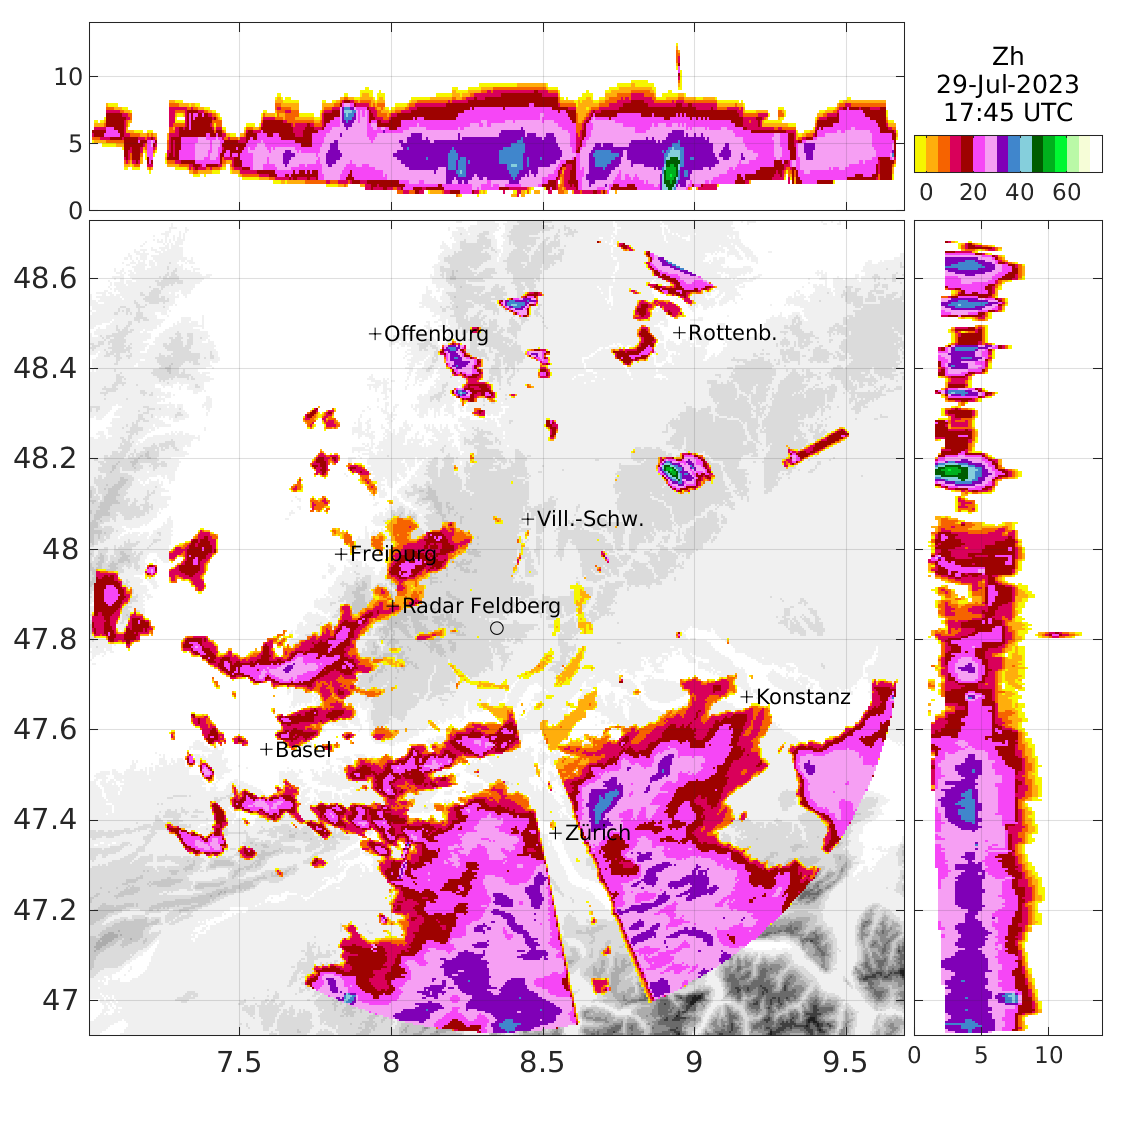 Zh
29-Jul-2023
17:45 UTC
0 20 40 60
10
5
0
48.6
48.4
48.2
48
47.8
47.6
47.4
47.2
47
+Offenburg
+Rottenb.
+Vill.-Schw.
+Freiburg
+Radar Feldberg
+Konstanz
+Basel
+Zürich
7.5 8 8.5 9 9.5
0 5 10